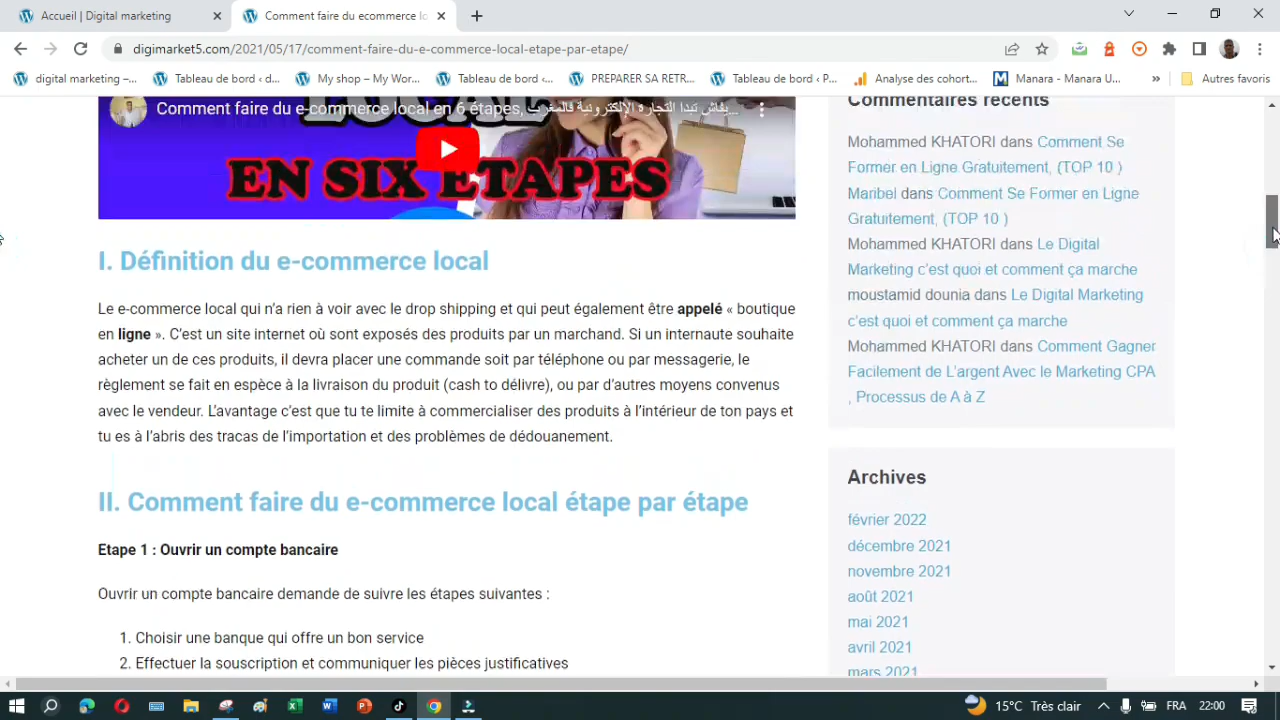 Accueil | Digital marketing
Comment faire du ecommerce lo
digimarket5.com/2021/05/17/comment-faire-du-e-commerce-local-etape-par-etape/
digital marketing –...
Tableau de bord ‹ d...
My shop – My Wor...
Tableau de bord ‹...
PREPARER SA RETR...
Tableau de bord ‹ P...
Analyse des cohort...
Manara - Manara U...
»
Autres favoris
Comment faire du e-commerce local en 6 étapes, كيفاش تبدا التجارة الإلكترونية فالمغرب...
EN SIX ETAPES
I. Définition du e-commerce local
Le e-commerce local qui n’a rien à voir avec le drop shipping et qui peut également être appelé « boutique
en ligne ». C’est un site internet où sont exposés des produits par un marchand. Si un internaute souhaite
acheter un de ces produits, il devra placer une commande soit par téléphone ou par messagerie, le
règlement se fait en espèce à la livraison du produit (cash to délivre), ou par d’autres moyens convenus
avec le vendeur. L’avantage c’est que tu te limite à commercialiser des produits à l’intérieur de ton pays et
tu es à l’abris des tracas de l’importation et des problèmes de dédouanement.
II. Comment faire du e-commerce local étape par étape
Etape 1 : Ouvrir un compte bancaire
Ouvrir un compte bancaire demande de suivre les étapes suivantes :
1. Choisir une banque qui offre un bon service
2. Effectuer la souscription et communiquer les pièces justificatives
Commentaires récents
Mohammed KHATORI dans Comment Se
Former en Ligne Gratuitement, (TOP 10 )
Maribel dans Comment Se Former en Ligne
Gratuitement, (TOP 10 )
Mohammed KHATORI dans Le Digital
Marketing c’est quoi et comment ça marche
moustamid dounia dans Le Digital Marketing
c’est quoi et comment ça marche
Mohammed KHATORI dans Comment Gagner
Facilement de L’argent Avec le Marketing CPA
, Processus de A à Z
Archives
février 2022
décembre 2021
novembre 2021
août 2021
mai 2021
avril 2021
mars 2021
15°C Très clair
FRA
22:00